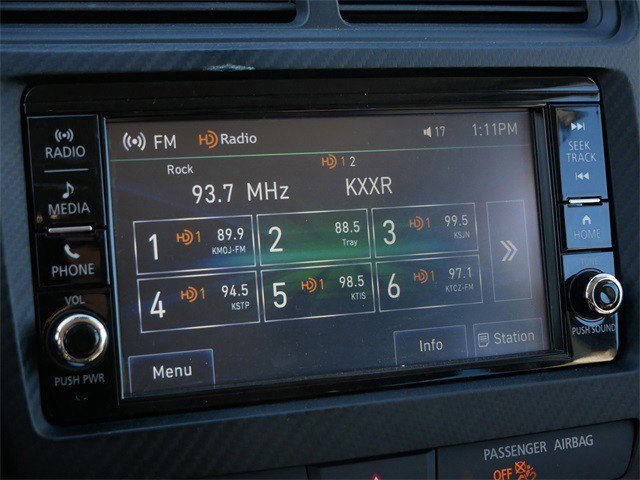 RADIO
MEDIA
PHONE
VOL
PUSH PWR
FM HD Radio 17 1:11PM
Rock HD 1 2
93.7 MHz KXXR
1 HD 1 89.9 KMOJ-FM
2 88.5 Tray
3 HD 1 99.5 KSJN
4 HD 1 94.5 KSTP
5 HD 1 98.5 KTIS
6 HD 1 97.1 KTCZ-FM
Menu Info Station
SEEK
TRACK
HOME
PUSH SOUND
PASSENGER AIRBAG
OFF